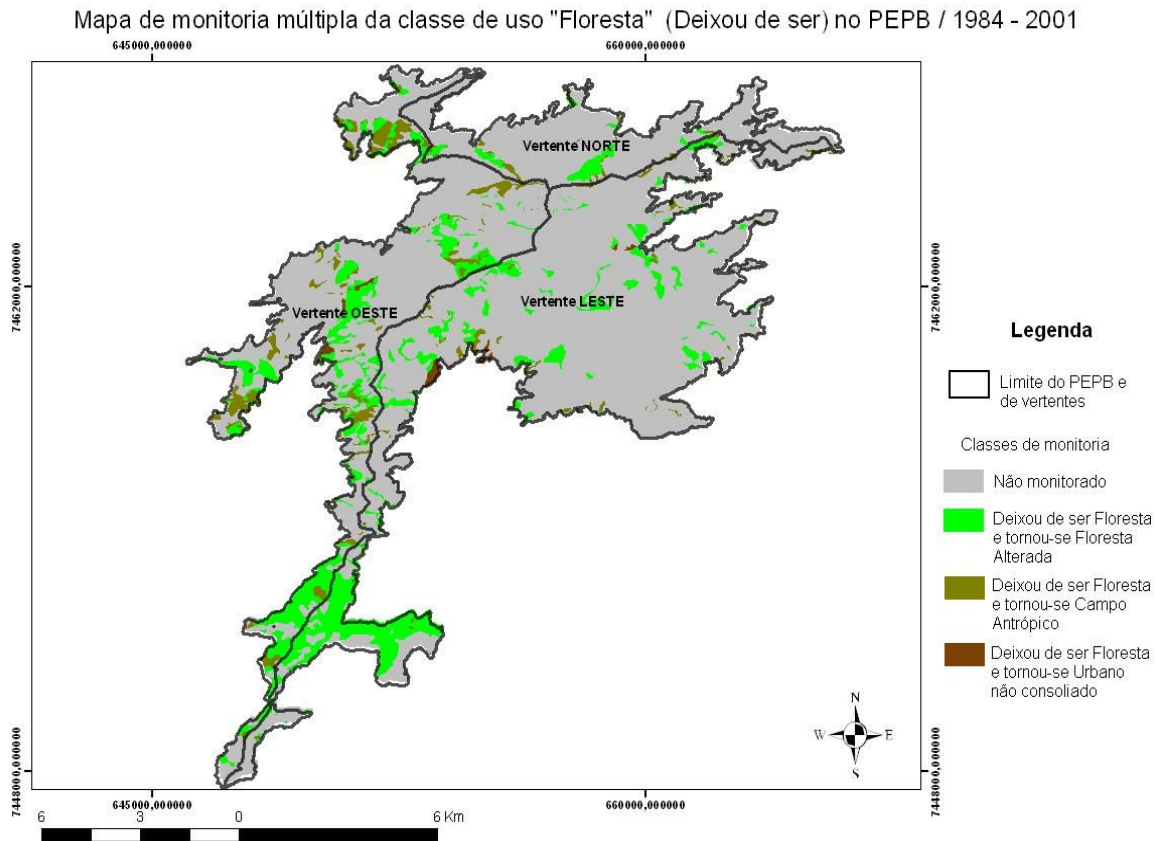 Mapa de monitoria múltipla da classe de uso "Floresta" (Deixou de ser) no PEPB / 1984 - 2001
645000,000000
660000,000000
7462000,000000
7462000,000000
Vertente NORTE
Vertente OESTE
Vertente LESTE
Legenda
Limite do PEPB e
de vertentes
Classes de monitoria
Não monitorado
Deixou de ser Floresta
e tornou-se Floresta
Alterada
Deixou de ser Floresta
e tornou-se Campo
Antrópico
Deixou de ser Floresta
e tornou-se Urbano
não consoliado
N
W
E
S
7448000,000000
7448000,000000
645000,000000
660000,000000
6 3 0 6 Km